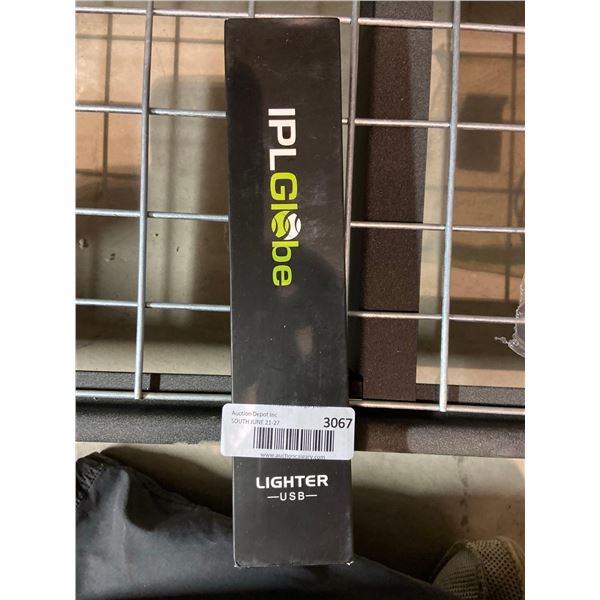 IPLGlobe
Auction Depot Inc
SOUTH JUNE 21-27
3067
www.auctioncalgary.com
LIGHTER
—USB—